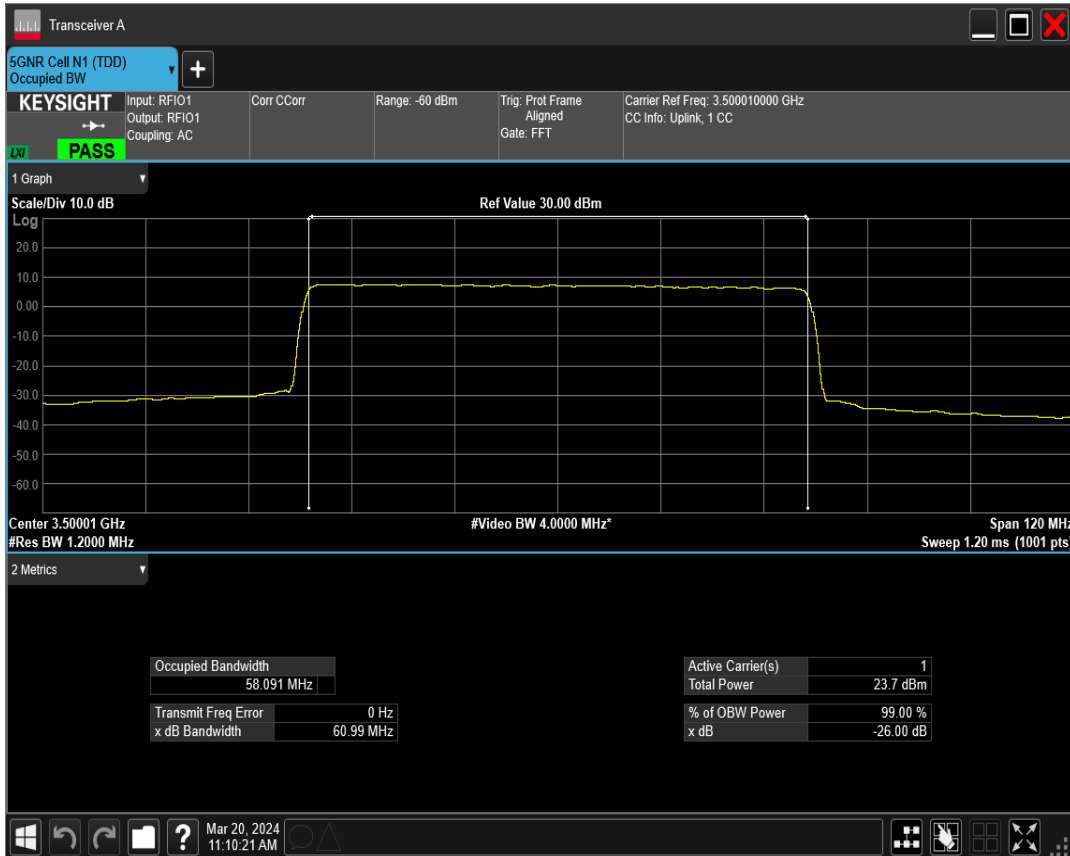 Transceiver A
5GNR Cell N1 (TDD)
Occupied BW
+
KEYSIGHT
LXI
PASS
Input: RFIO1
Output: RFIO1
Coupling: AC
Corr CCorr
Range: -60 dBm
Trig: Prot Frame
Aligned
Gate: FFT
Carrier Ref Freq: 3.500010000 GHz
CC Info: Uplink, 1 CC
1 Graph
Scale/Div 10.0 dB
Ref Value 30.00 dBm
Log
20.0
10.0
0.00
-10.0
-20.0
-30.0
-40.0
-50.0
-60.0
Center 3.50001 GHz
#Video BW 4.0000 MHz*
Span 120 MHz
#Res BW 1.2000 MHz
Sweep 1.20 ms (1001 pts)
2 Metrics
Occupied Bandwidth
58.091 MHz
Transmit Freq Error 0 Hz
x dB Bandwidth 60.99 MHz
Active Carrier(s) 1
Total Power 23.7 dBm
% of OBW Power 99.00 %
x dB -26.00 dB
?
Mar 20, 2024
11:10:21 AM